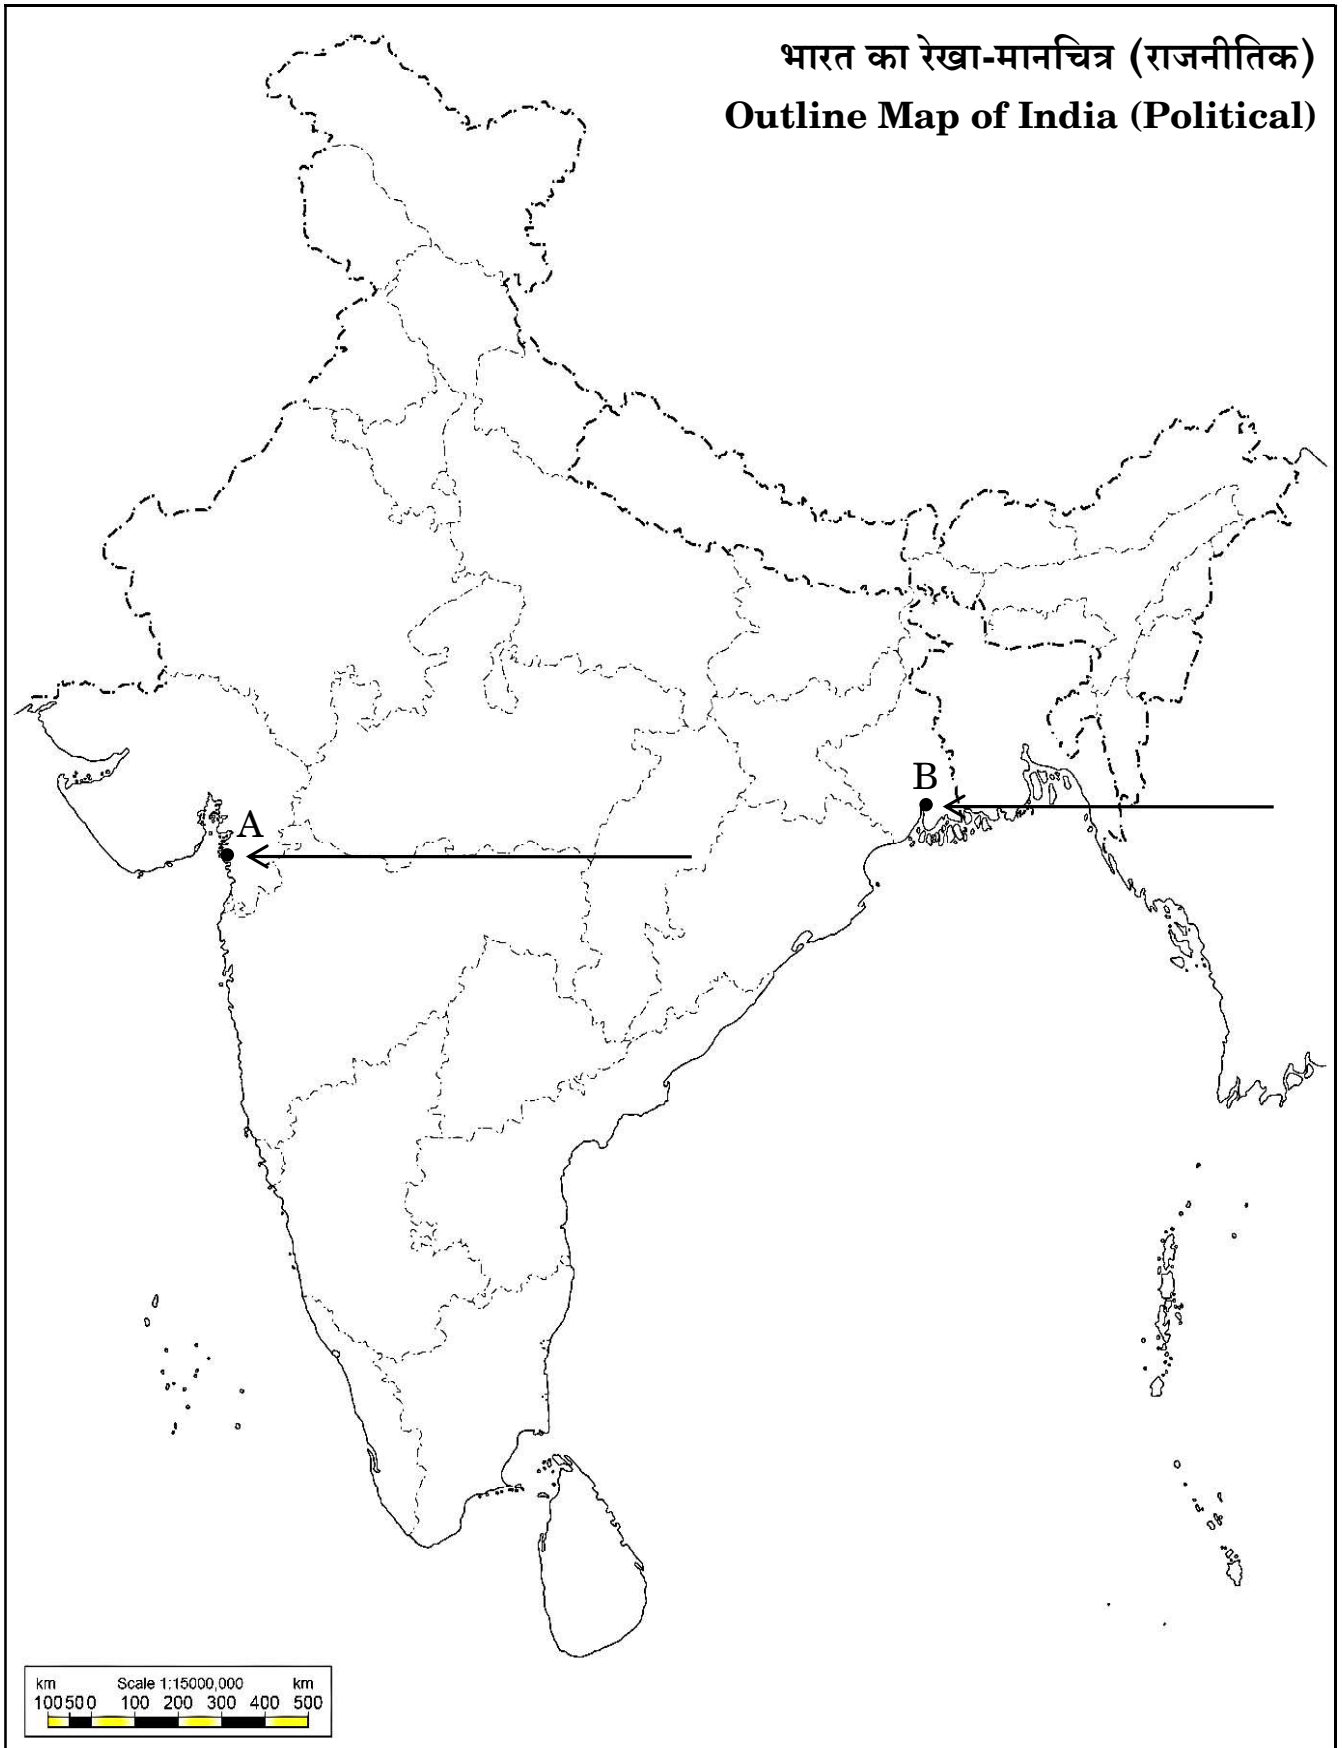 भारत का रेखा-मानचित्र (राजनीतिक)
Outline Map of India (Political)
B
A
km Scale 1:15000,000 km
100 50 0 100 200 300 400 500